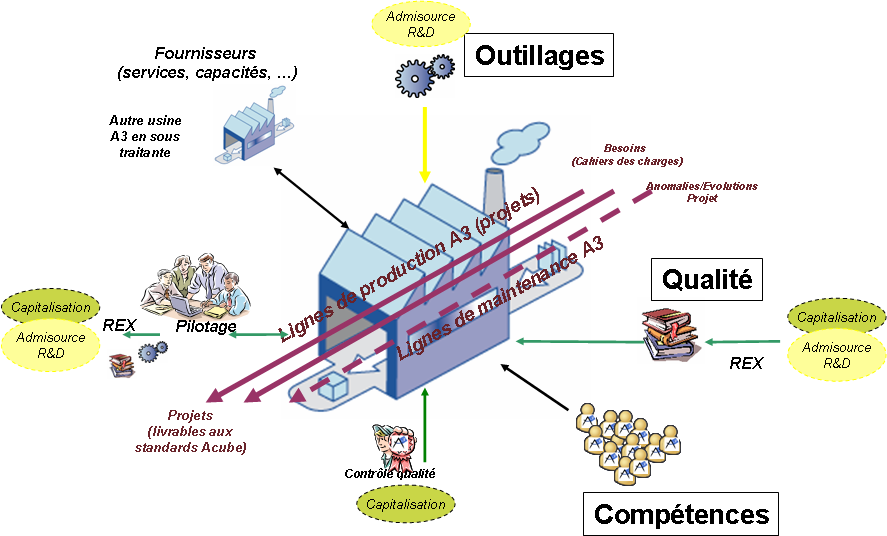 Admisource
R&D
Outillages
Fournisseurs
(services, capacités, …)
Autre usine
A3 en sous
traitante
Besoins
(Cahiers des charges)
Anomalies/Evolutions
Projet
Lignes de production A3 (projets)
Lignes de maintenance A3
Qualité
Capitalisation
REX
Admisource
R&D
Pilotage
Capitalisation
Admisource
R&D
REX
Projets
(livrables aux
standards Acube)
Contrôle qualité
Capitalisation
Compétences